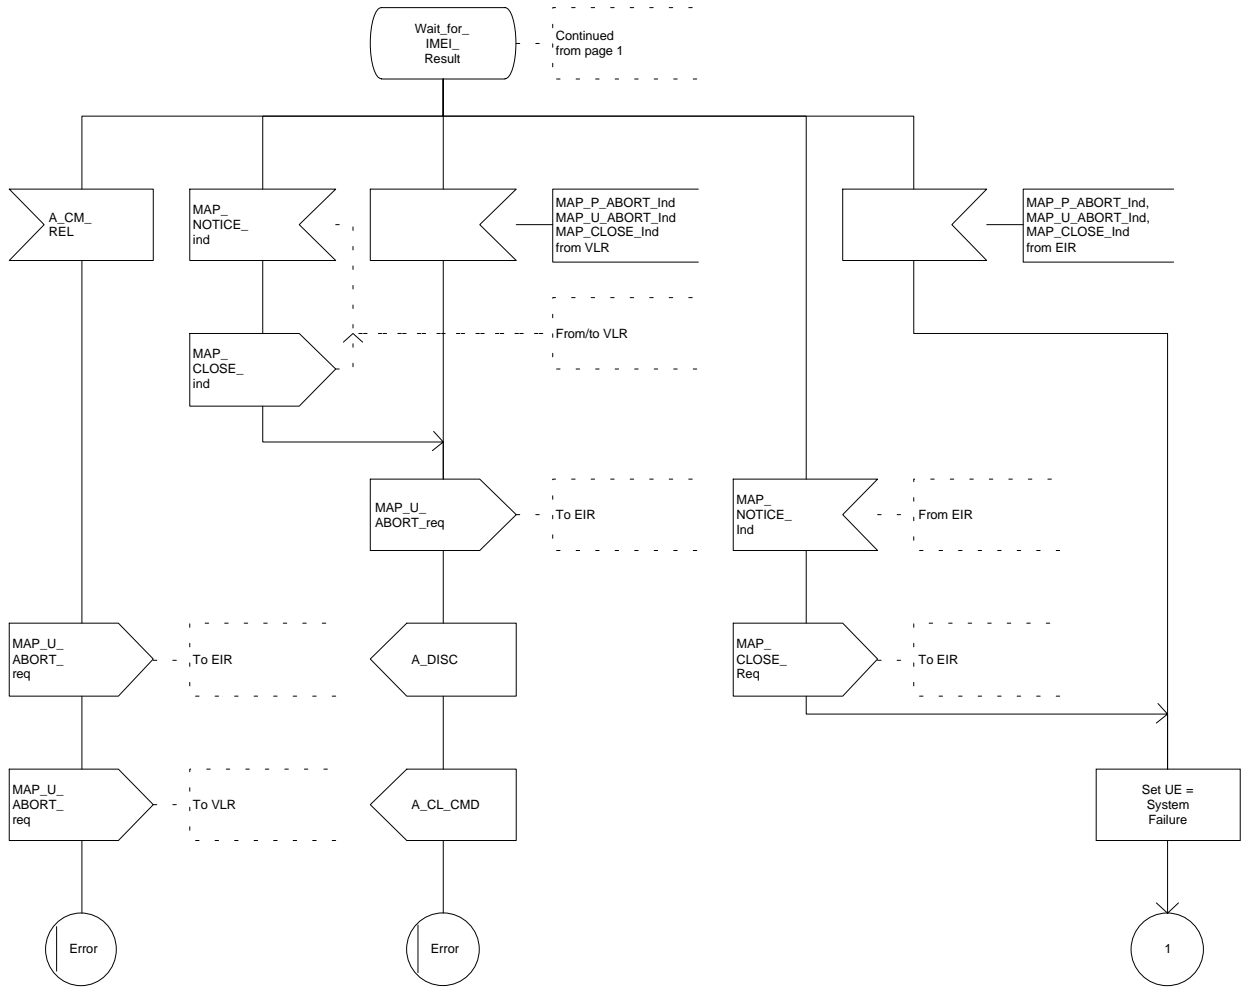 Wait_for_
IMEI_
Result
Continued
from page 1
A_CM_
REL
MAP_
NOTICE_
ind
MAP_P_ABORT_Ind
MAP_U_ABORT_Ind
MAP_CLOSE_Ind
from VLR
MAP_P_ABORT_Ind,
MAP_U_ABORT_Ind,
MAP_CLOSE_Ind
from EIR
MAP_
CLOSE_
ind
From/to VLR
MAP_U_
ABORT_req
To EIR
MAP_
NOTICE_
Ind
From EIR
MAP_U_
ABORT_
req
To EIR
A_DISC
MAP_
CLOSE_
Req
To EIR
MAP_U_
ABORT_
req
To VLR
A_CL_CMD
Set UE =
System
Failure
Error
Error
1